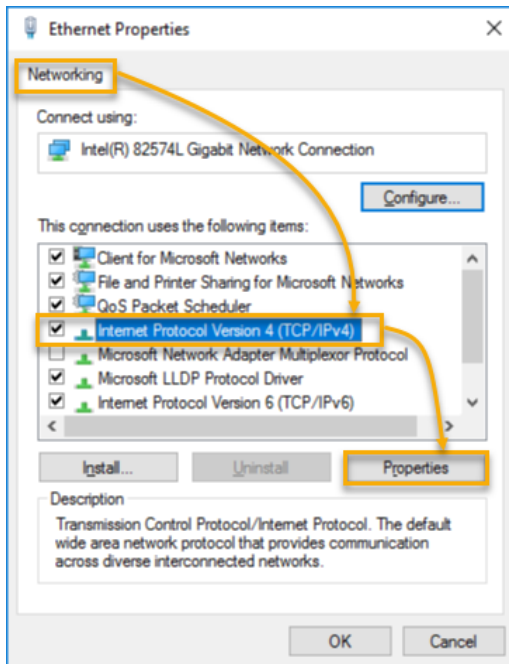 Ethernet Properties
Networking
Connect using:
Intel(R) 82574L Gigabit Network Connection
Configure...
This connection uses the following items:
Client for Microsoft Networks
File and Printer Sharing for Microsoft Networks
QoS Packet Scheduler
Internet Protocol Version 4 (TCP/IPv4)
Microsoft Network Adapter Multiplexor Protocol
Microsoft LLDP Protocol Driver
Internet Protocol Version 6 (TCP/IPv6)
Install...
Uninstall
Properties
Description
Transmission Control Protocol/Internet Protocol. The default
wide area network protocol that provides communication
across diverse interconnected networks.
OK
Cancel